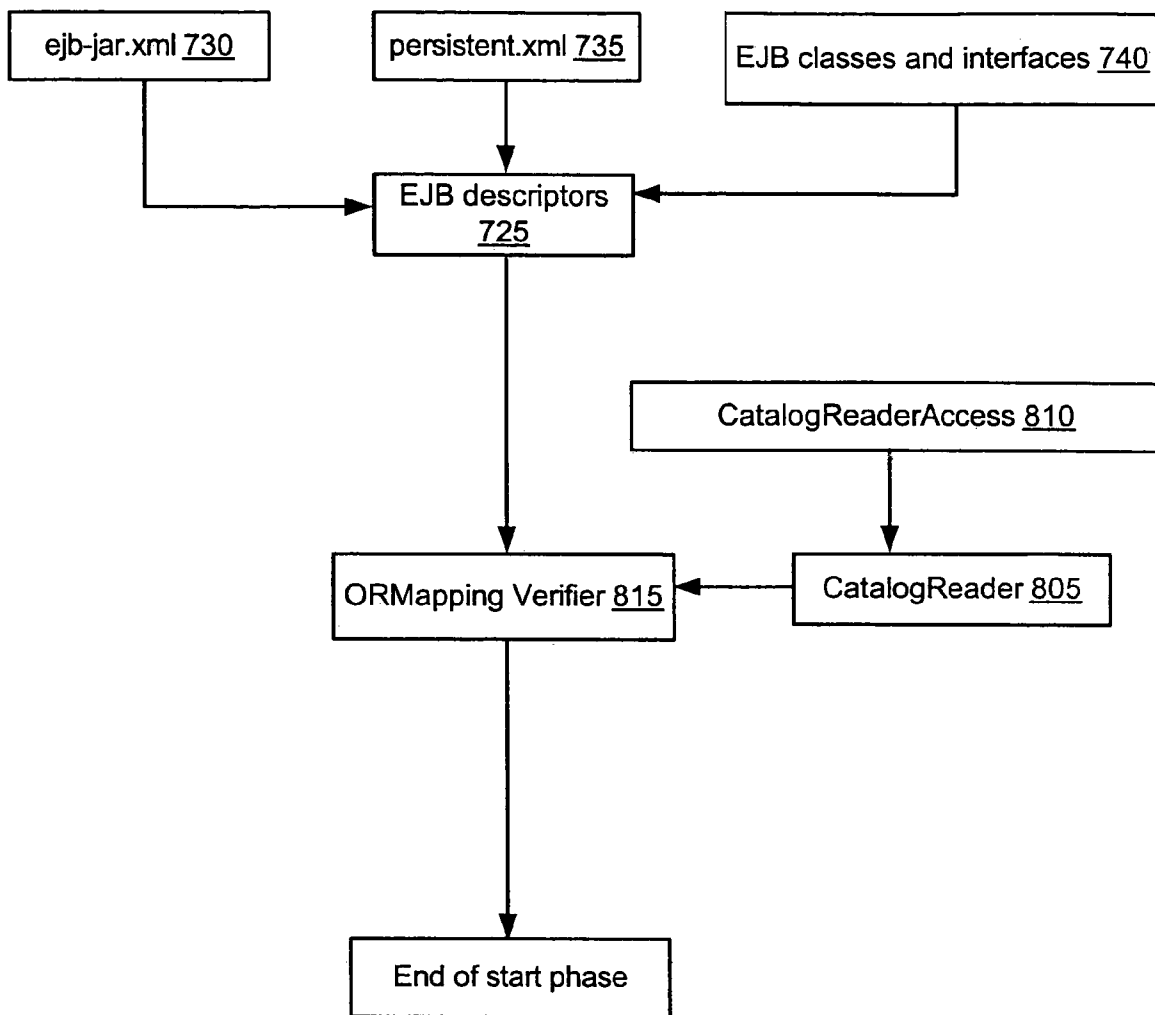 ejb-jar.xml 730
persistent.xml 735
EJB classes and interfaces 740
EJB descriptors
725
CatalogReaderAccess 810
ORMapping Verifier 815
CatalogReader 805
End of start phase